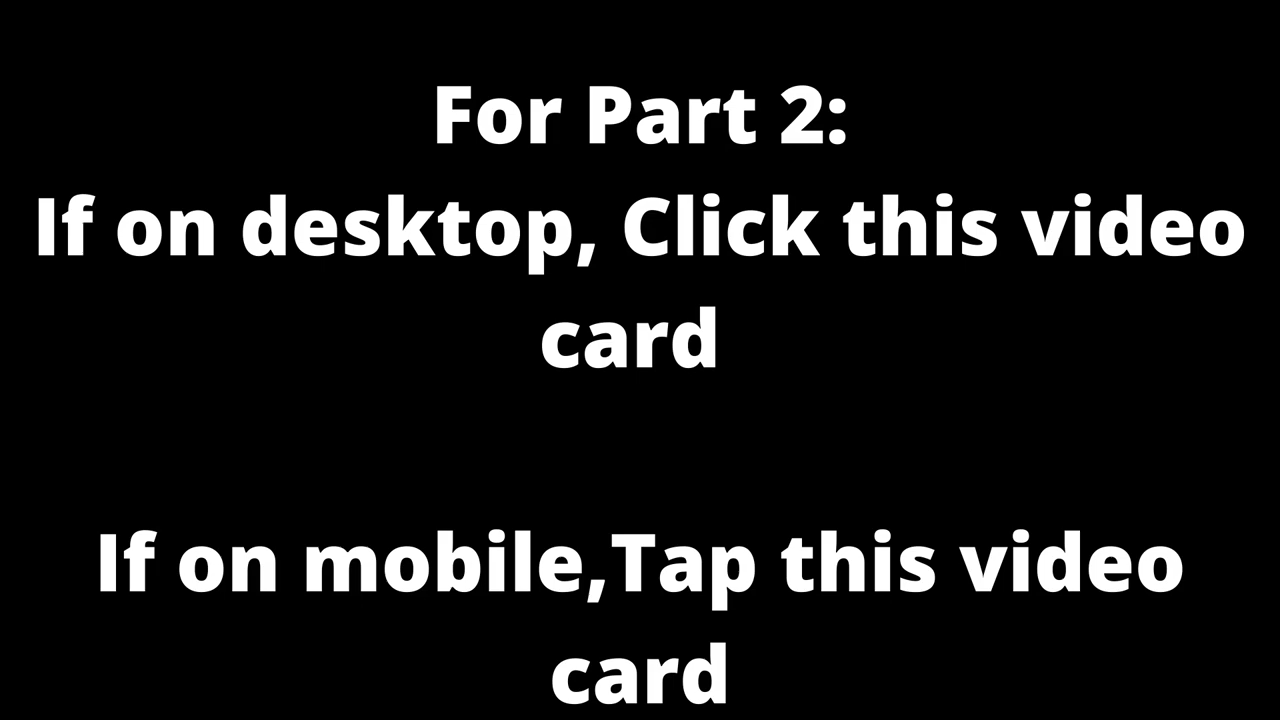 For Part 2:
If on desktop, Click this video
card
If on mobile,Tap this video
card